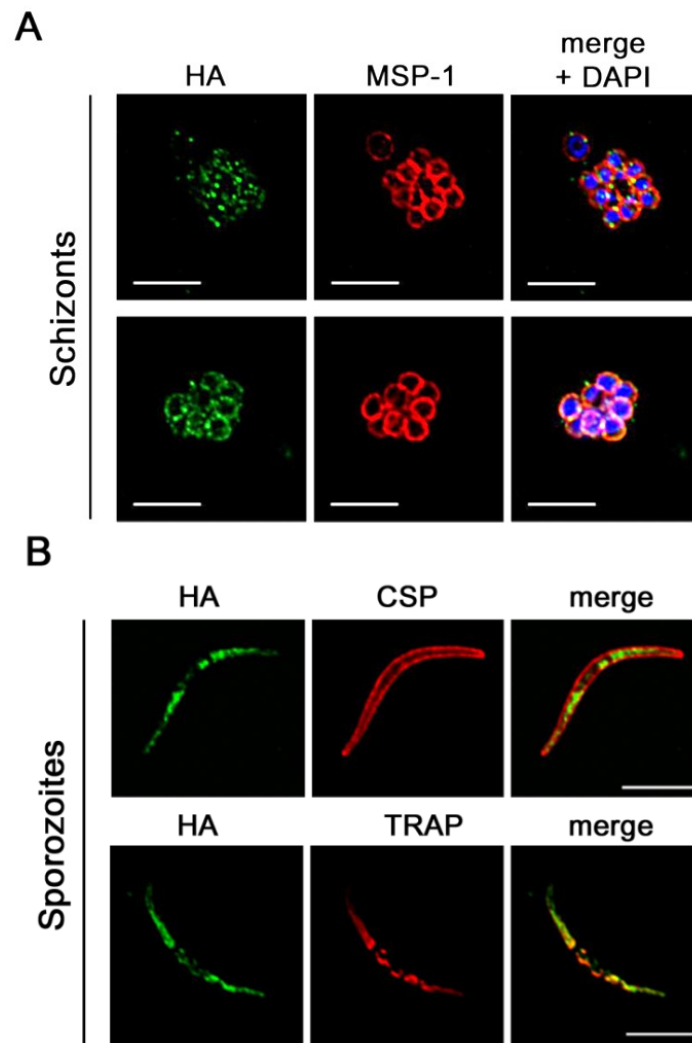 A
HA
MSP-1
merge
+ DAPI
Schizonts
B
HA
CSP
merge
Sporozoites
HA
TRAP
merge